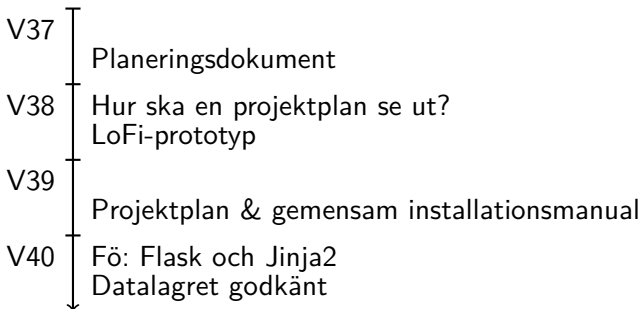 V37
Planeringsdokument
V38 Hur ska en projektplan se ut?
LoFi-prototyp
V39
Projektplan & gemensam installationsmanual
V40 Fö: Flask och Jinja2
Datalagret godkänt